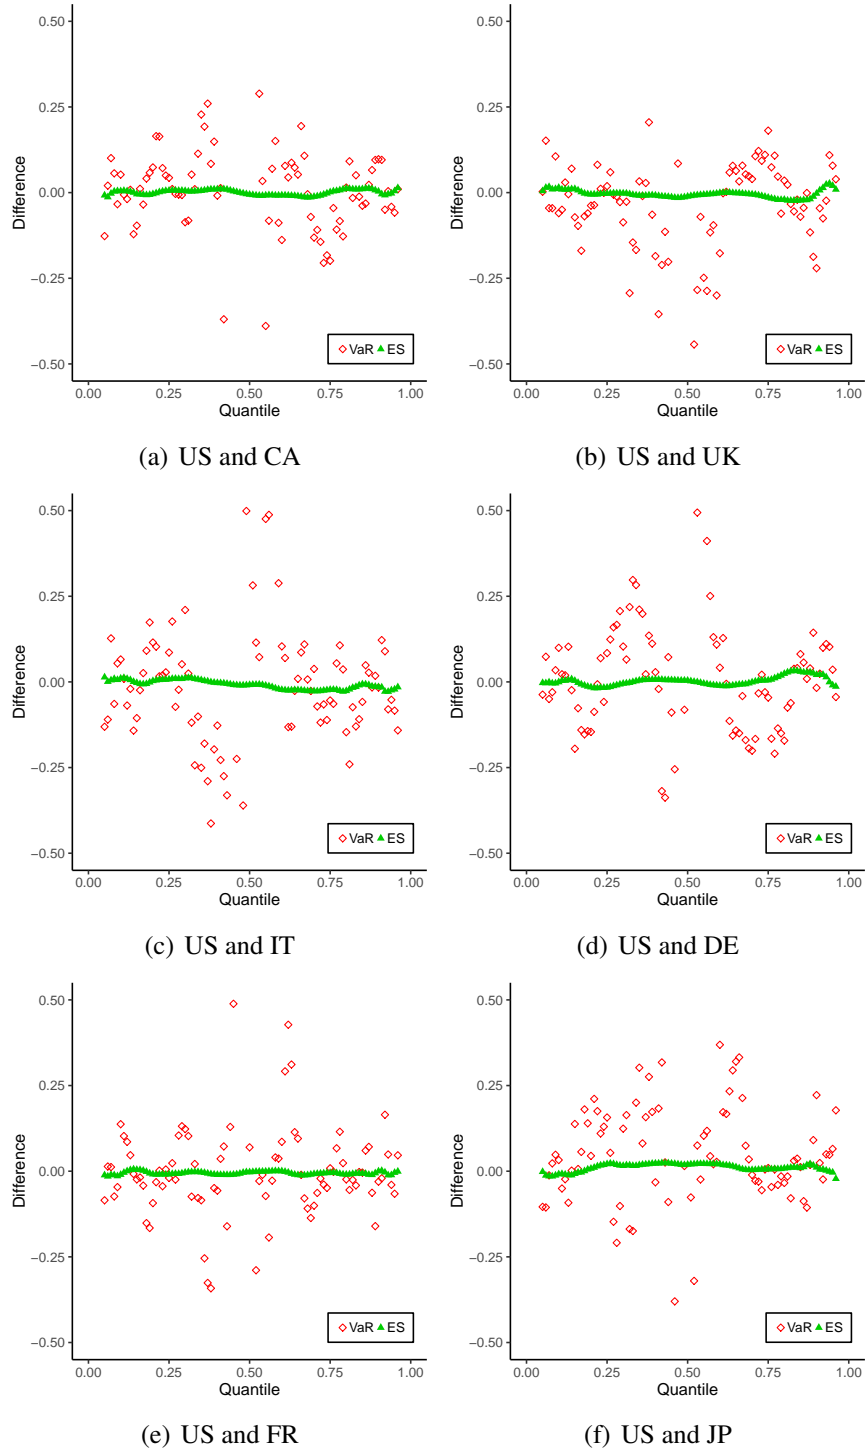 0.50
0.25
0.00
−0.25
−0.50
Difference
0.00 0.25 0.50 0.75 1.00
Quantile
VaR ES
(a) US and CA
0.50
0.25
0.00
−0.25
−0.50
Difference
0.00 0.25 0.50 0.75 1.00
Quantile
VaR ES
(b) US and UK
0.50
0.25
0.00
−0.25
−0.50
Difference
0.00 0.25 0.50 0.75 1.00
Quantile
VaR ES
(c) US and IT
0.50
0.25
0.00
−0.25
−0.50
Difference
0.00 0.25 0.50 0.75 1.00
Quantile
VaR ES
(d) US and DE
0.50
0.25
0.00
−0.25
−0.50
Difference
0.00 0.25 0.50 0.75 1.00
Quantile
VaR ES
(e) US and FR
0.50
0.25
0.00
−0.25
−0.50
Difference
0.00 0.25 0.50 0.75 1.00
Quantile
VaR ES
(f) US and JP